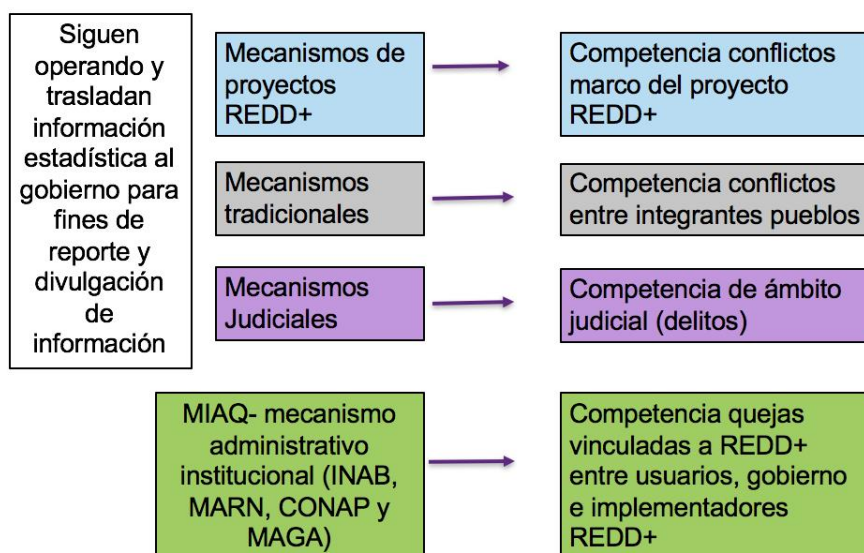 Siguen
operando y
trasladan
información
estadística al
gobierno para
fines de
reporte y
divulgación
de
información
Mecanismos de
proyectos
REDD+
Competencia conflictos
marco del proyecto
REDD+
Mecanismos
tradicionales
Competencia conflictos
entre integrantes pueblos
Mecanismos
Judiciales
Competencia de ámbito
judicial (delitos)
MIAQ- mecanismo
administrativo
institucional (INAB,
MARN, CONAP y
MAGA)
Competencia quejas
vinculadas a REDD+
entre usuarios, gobierno
e implementadores
REDD+